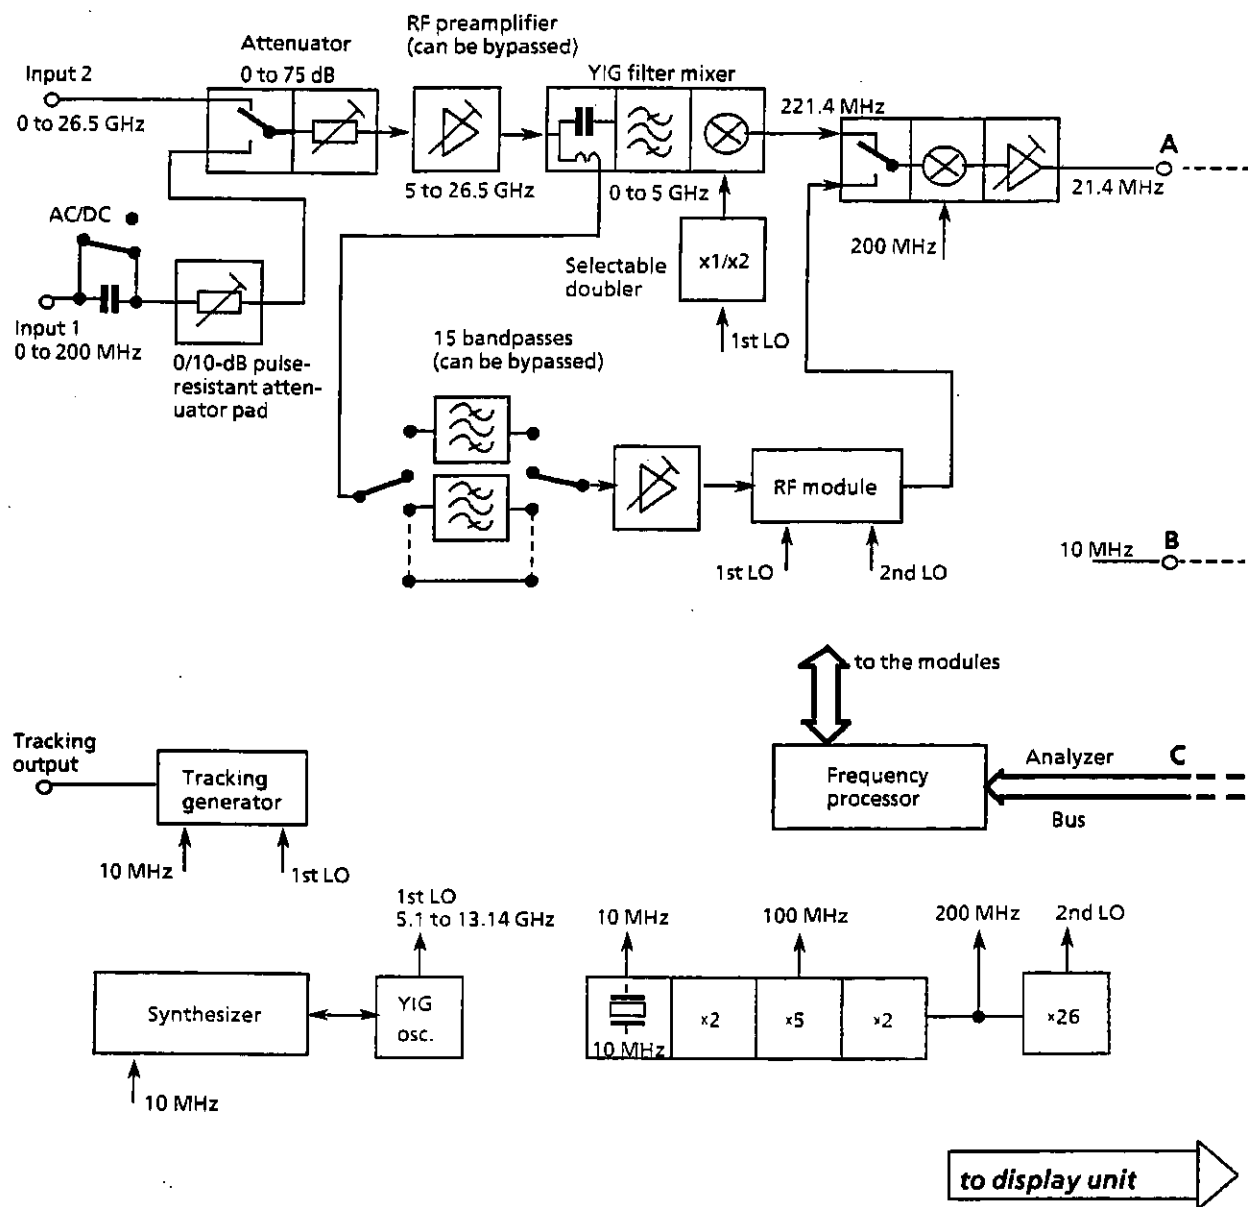 RF preamplifier
(can be bypassed)
Attenuator
0 to 75 dB
Input 2
0 to 26.5 GHz
YIG filter mixer
221.4 MHz
A
5 to 26.5 GHz
0 to 5 GHz
21.4 MHz
AC/DC
200 MHz
Selectable
doubler
x1/x2
Input 1
0 to 200 MHz
1st LO
0/10-dB pulse-
resistant atten-
uator pad
15 bandpasses
(can be bypassed)
RF module
1st LO
2nd LO
10 MHz
B
to the modules
Tracking
output
Tracking
generator
Frequency
processor
Analyzer
C
Bus
10 MHz
1st LO
1st LO
5.1 to 13.14 GHz
10 MHz
100 MHz
200 MHz
2nd LO
Synthesizer
YIG
osc.
10 MHz
x2
x5
x2
x26
10 MHz
to display unit